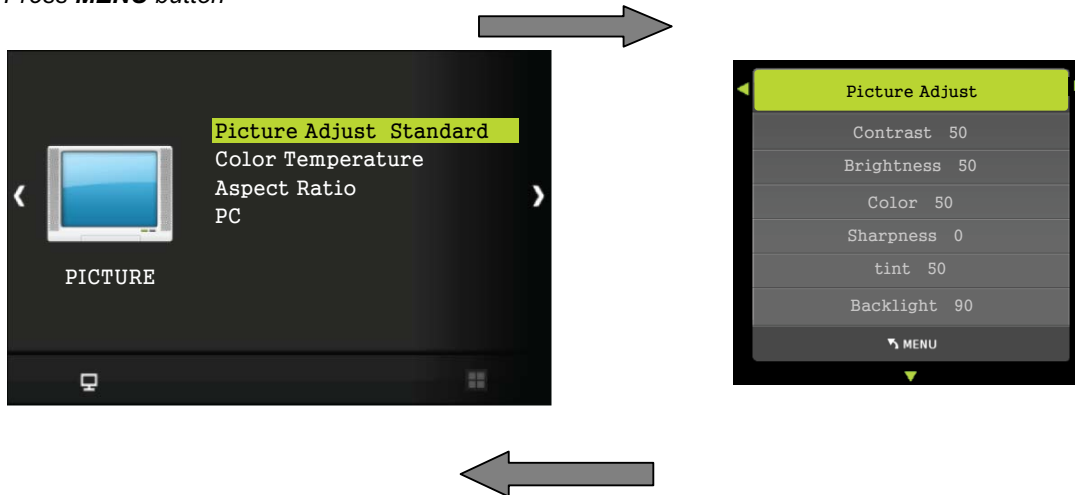 Press MENU button
Picture Adjust Standard
Color Temperature
Aspect Ratio
PC
PICTURE
Picture Adjust
Contrast 50
Brightness 50
Color 50
Sharpness 0
tint 50
Backlight 90
MENU